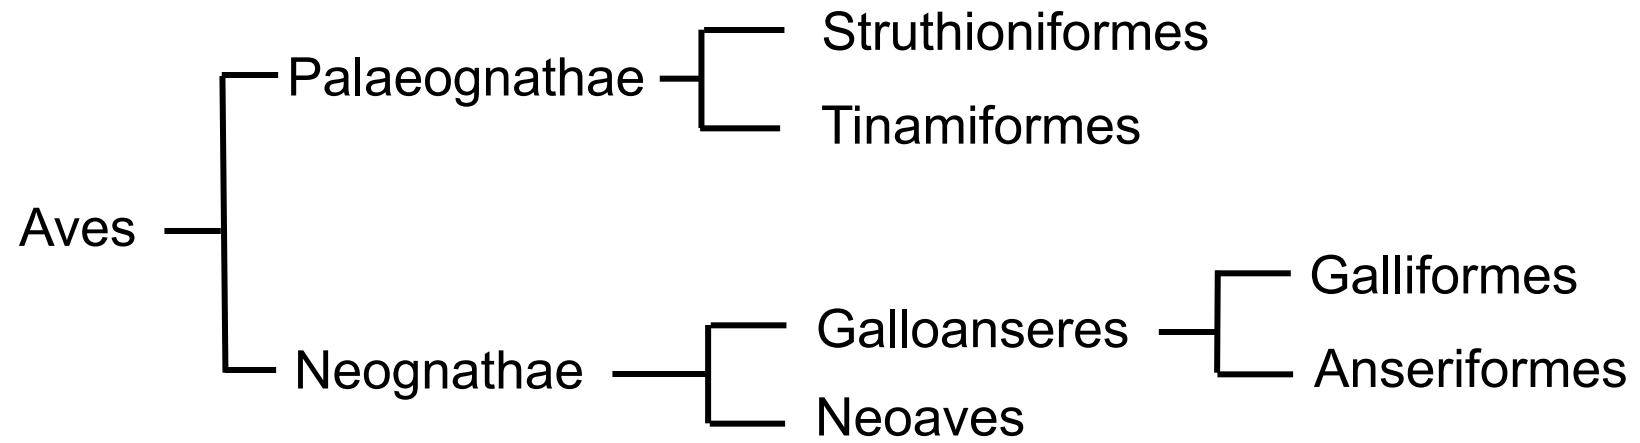 Struthioniformes
Palaeognathae
Tinamiformes
Aves
Galliformes
Galloanseres
Neognathae
Anseriformes
Neoaves